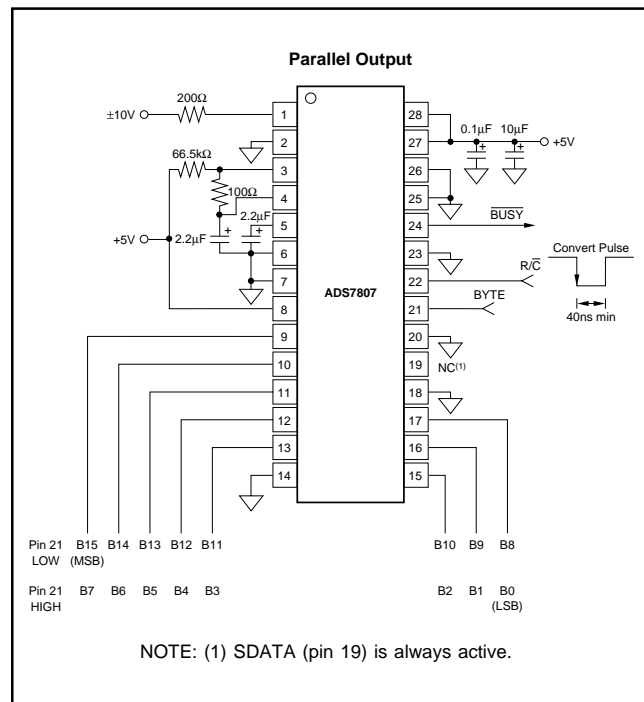 Parallel Output
200Ω
±10V
66.5kΩ
100Ω
2.2µF
2.2µF
+5V
1
2
3
4
5
6
7
8
9
10
11
12
13
14
ADS7807
28
27
26
25
24
23
22
21
20
19
18
17
16
15
0.1µF 10µF
+
+
+
+
+5V
BUSY
Convert Pulse
R/C
40ns min
BYTE
NC(1)
Pin 21 B15 B14 B13 B12 B11 B10 B9 B8
LOW (MSB)
Pin 21 B7 B6 B5 B4 B3 B2 B1 B0
HIGH (LSB)
NOTE: (1) SDATA (pin 19) is always active.